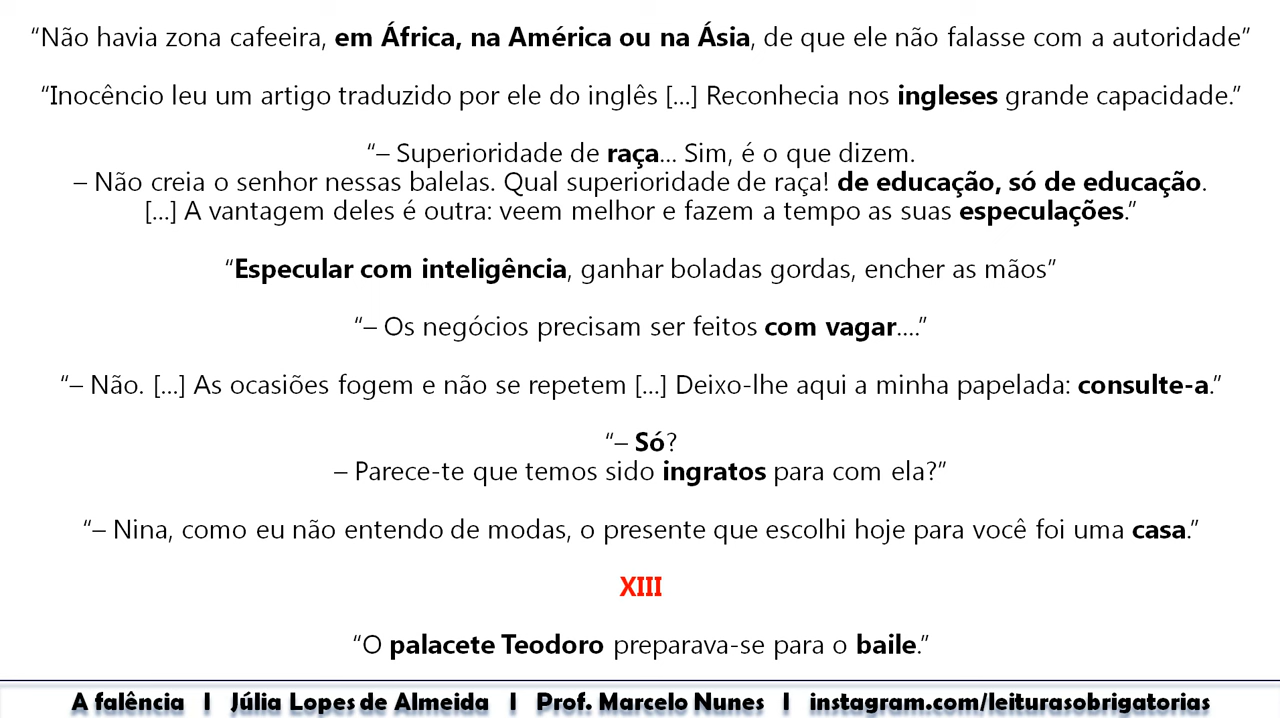 “Não havia zona cafeeira, em África, na América ou na Ásia, de que ele não falasse com a autoridade”
“Inocêncio leu um artigo traduzido por ele do inglês [...] Reconhecia nos ingleses grande capacidade.”
“– Superioridade de raça... Sim, é o que dizem.
– Não creia o senhor nessas balelas. Qual superioridade de raça! de educação, só de educação.
[...] A vantagem deles é outra: veem melhor e fazem a tempo as suas especulações.”
“Especular com inteligência, ganhar boladas gordas, encher as mãos”
“– Os negócios precisam ser feitos com vagar....”
“– Não. [...] As ocasiões fogem e não se repetem [...] Deixo-lhe aqui a minha papelada: consulte-a.”
“– Só?
– Parece-te que temos sido ingratos para com ela?”
“– Nina, como eu não entendo de modas, o presente que escolhi hoje para você foi uma casa.”
XIII
“O palacete Teodoro preparava-se para o baile.”
A falência I Júlia Lopes de Almeida I Prof. Marcelo Nunes I instagram.com/leiturasobrigatorias